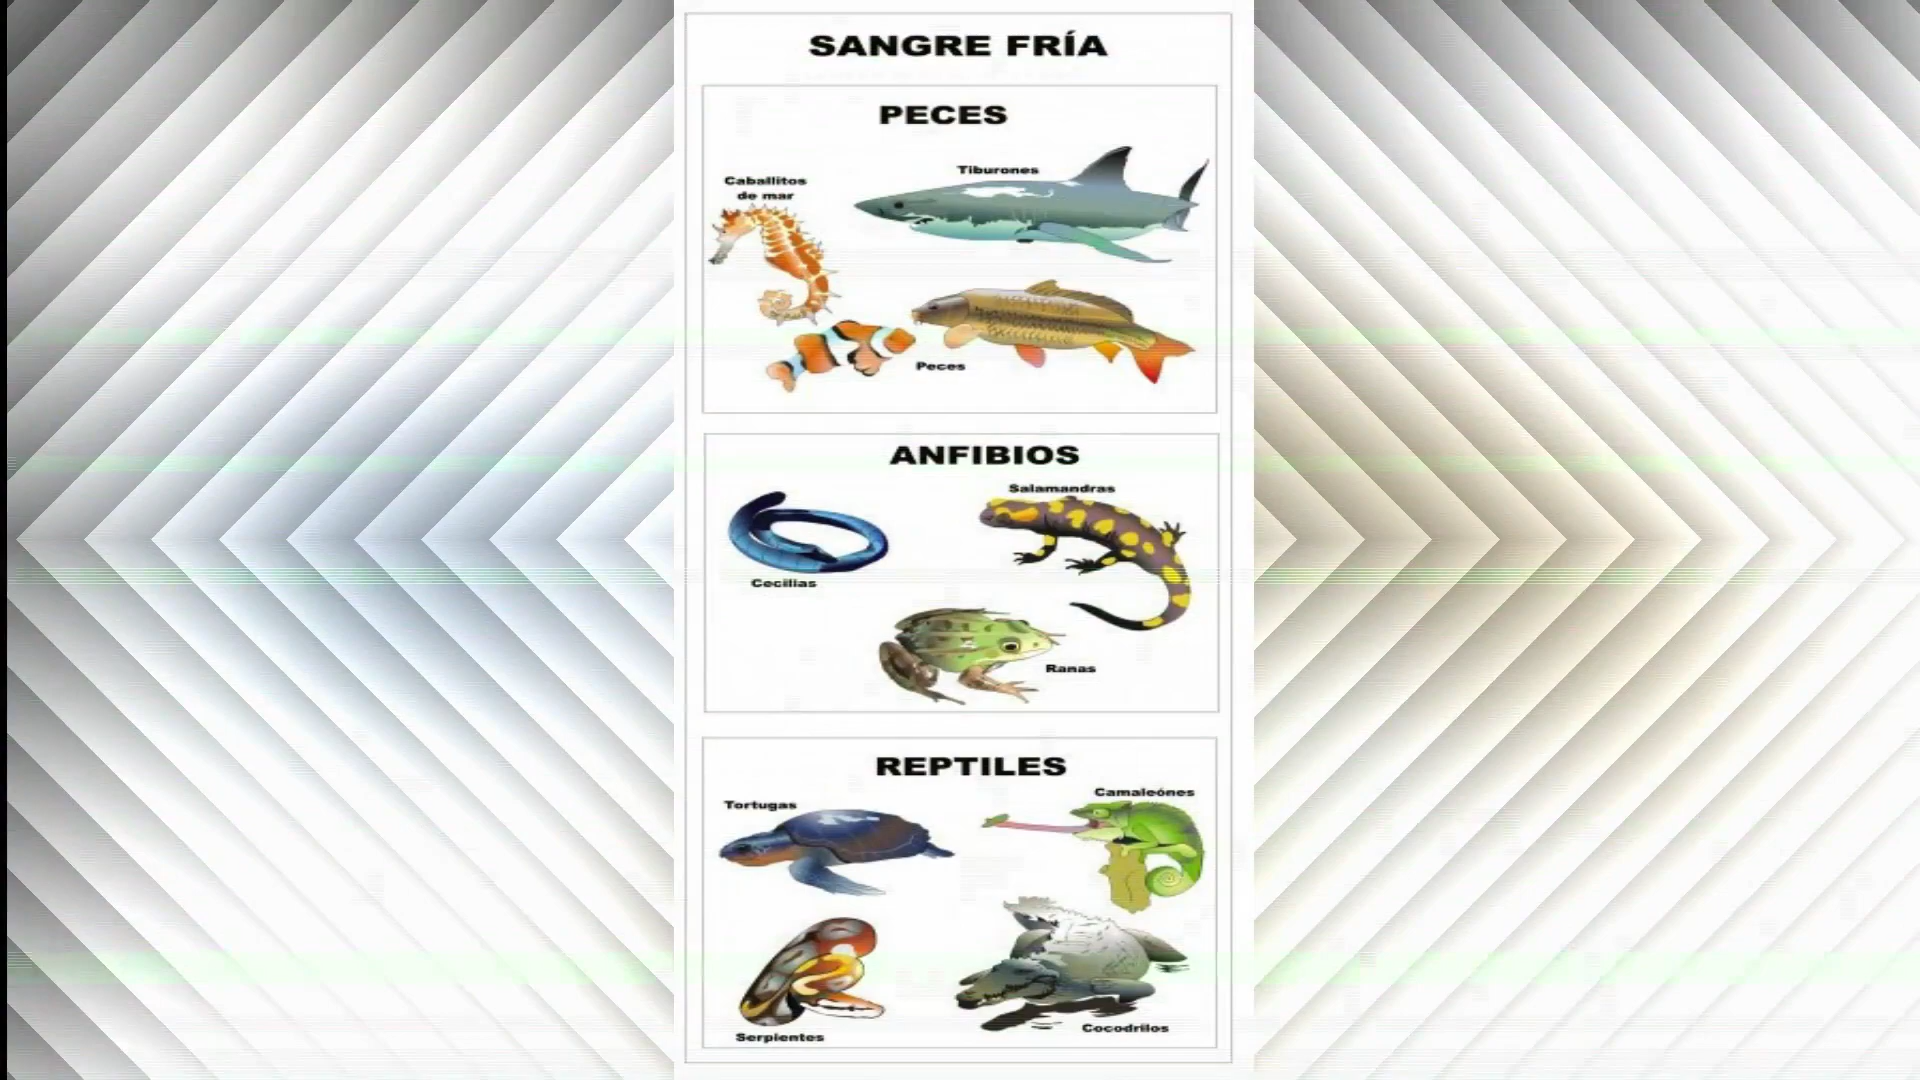 SANGRE FRÍA
PECES
Tiburones
Caballitos
de mar
Peces
ANFIBIOS
Salamandras
Cecilias
Ranas
REPTILES
Camaleónes
Tortugas
Serpientes
Cocodrilos